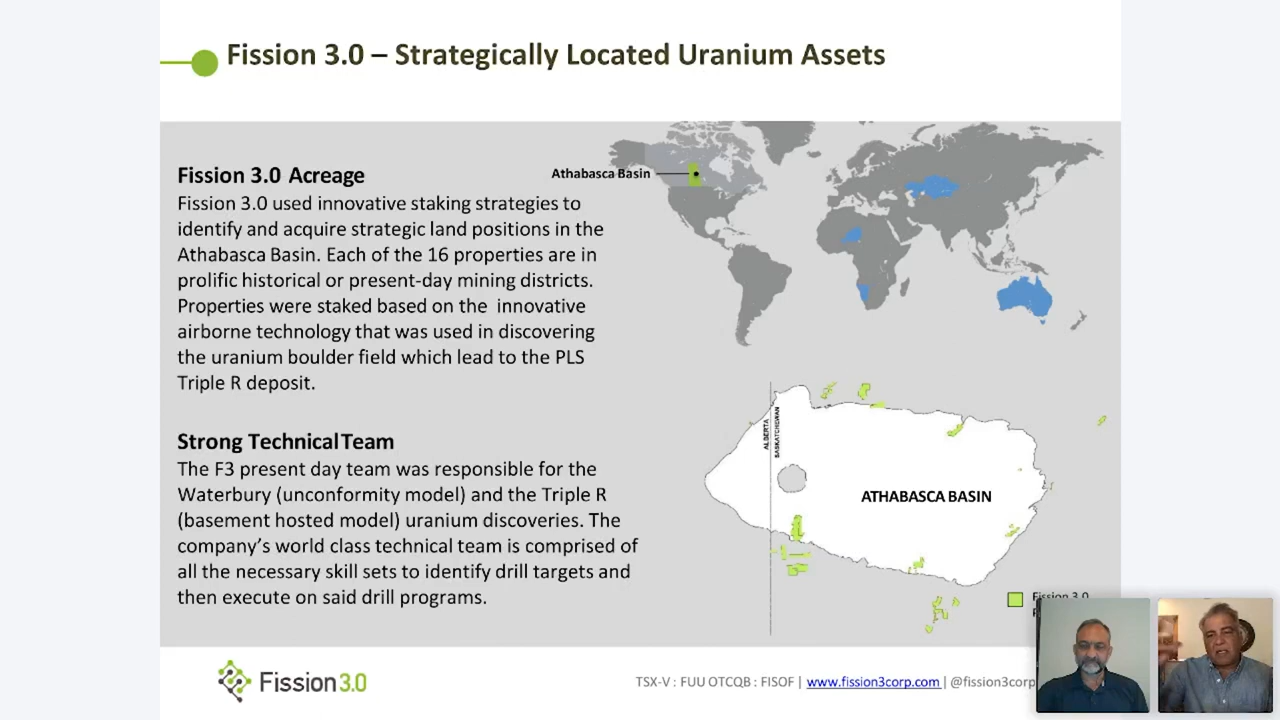 Fission 3.0 – Strategically Located Uranium Assets
Fission 3.0 Acreage
Fission 3.0 used innovative staking strategies to
identify and acquire strategic land positions in the
Athabasca Basin. Each of the 16 properties are in
prolific historical or present-day mining districts.
Properties were staked based on the innovative
airborne technology that was used in discovering
the uranium boulder field which lead to the PLS
Triple R deposit.
Strong Technical Team
The F3 present day team was responsible for the
Waterbury (unconformity model) and the Triple R
(basement hosted model) uranium discoveries. The
company's world class technical team is comprised of
all the necessary skill sets to identify drill targets and
then execute on said drill programs.
Athabasca Basin
ALBERTA
SASKATCHEWAN
ATHABASCA BASIN
Fission 3.0
Fission 3.0
TSX-V : FUU OTCQB : FISOF | www.fission3corp.com | @fission3corp